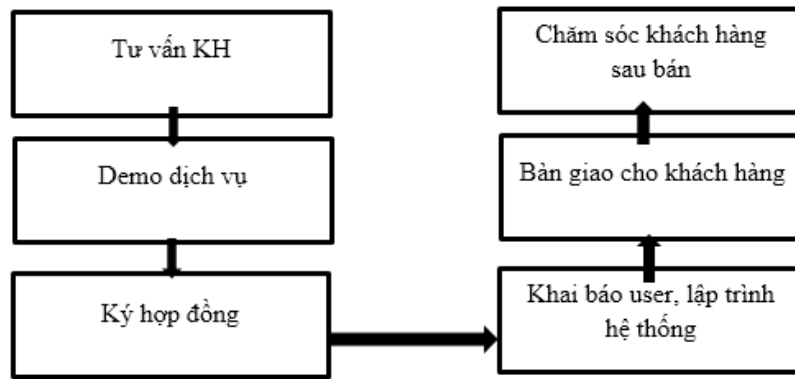 Tư vấn KH
Demo dịch vụ
Ký hợp đồng
Khai báo user, lập trình
hệ thống
Bàn giao cho khách hàng
Chăm sóc khách hàng
sau bán